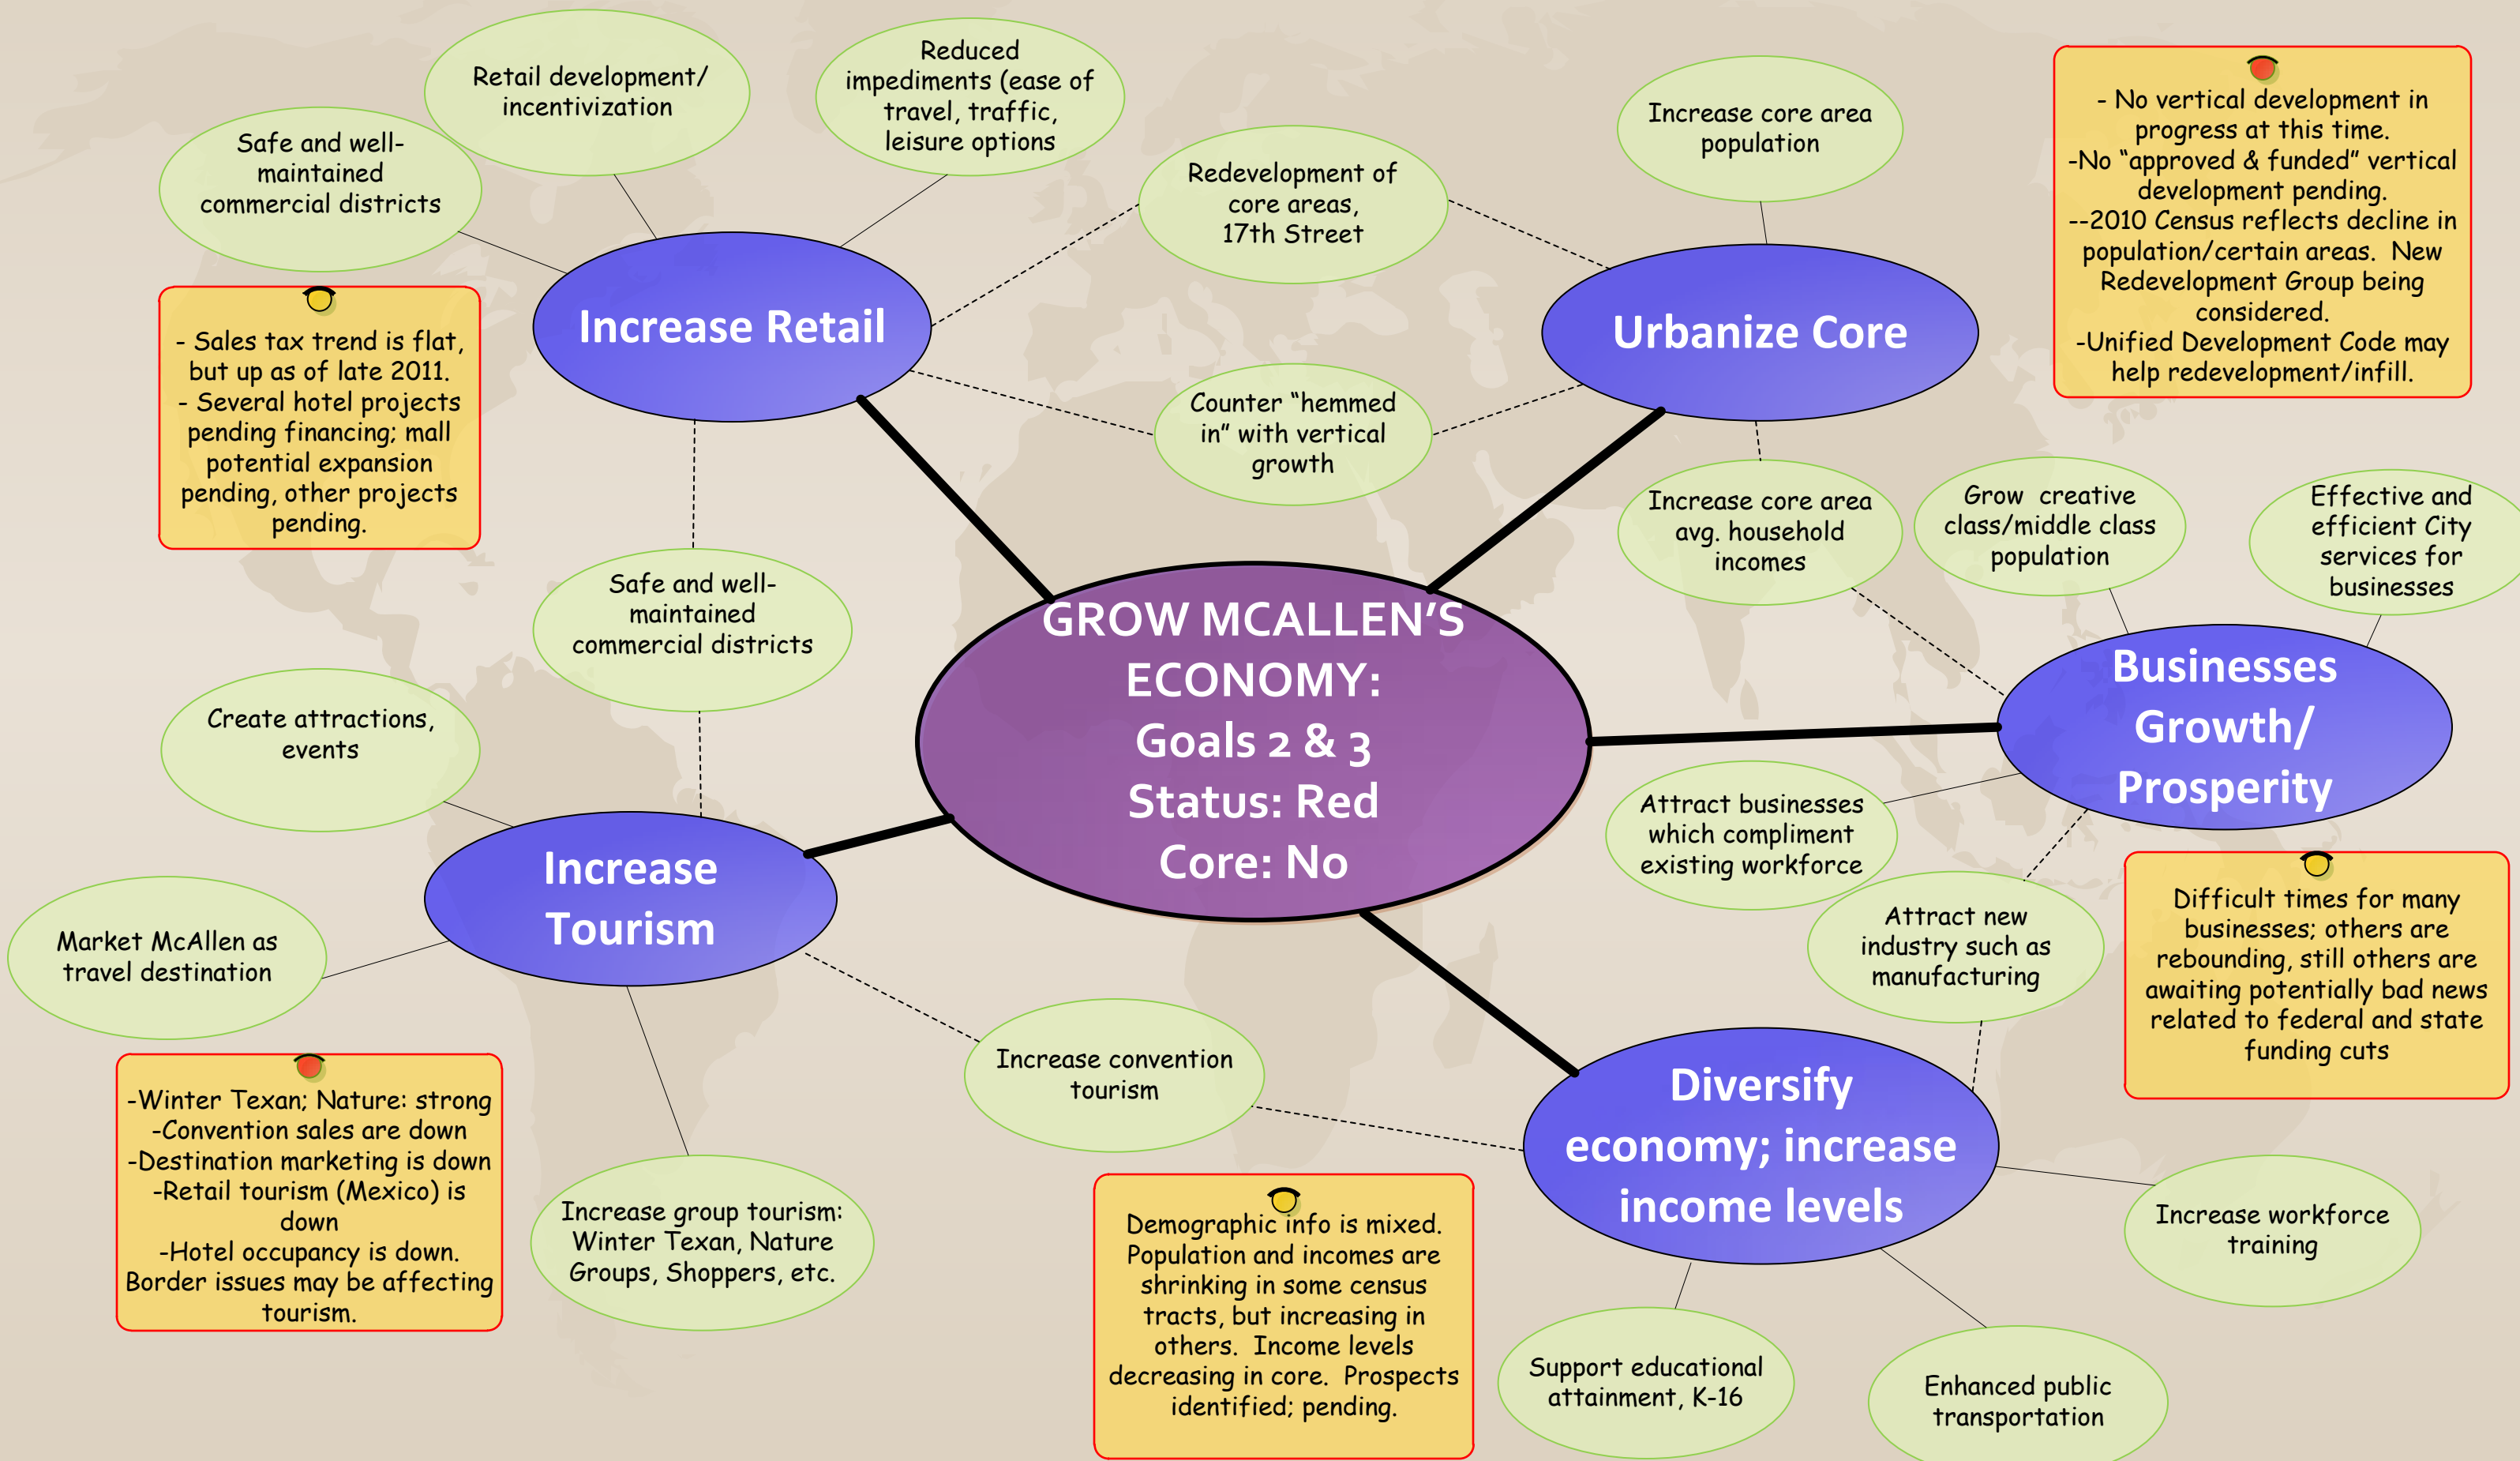 Retail development/
incentivization
Reduced
impediments (ease of
travel, traffic,
leisure options
Safe and well-
maintained
commercial districts
Redevelopment of
core areas,
17th Street
Increase core area
population
- No vertical development in
progress at this time.
-No “approved & funded” vertical
development pending.
--2010 Census reflects decline in
population/certain areas.  New
Redevelopment Group being
considered.
-Unified Development Code may
help redevelopment/infill.
Increase Retail
Urbanize Core
- Sales tax trend is flat,
but up as of late 2011.
- Several hotel projects
pending financing; mall
potential expansion
pending, other projects
pending.
Counter “hemmed
in” with vertical
growth
Increase core area
avg. household
incomes
Grow  creative
class/middle class
population
Effective and
efficient City
services for
businesses
Safe and well-
maintained
commercial districts
GROW MCALLEN’S
ECONOMY:
Goals 2 & 3
Status: Red
Core: No
Businesses
Growth/
Prosperity
Create attractions,
events
Attract businesses
which compliment
existing workforce
Increase
Tourism
Market McAllen as
travel destination
Attract new
industry such as
manufacturing
Difficult times for many
businesses; others are
rebounding, still others are
awaiting potentially bad news
related to federal and state
funding cuts
Increase convention
tourism
Diversify
economy; increase
income levels
-Winter Texan; Nature: strong
-Convention sales are down
-Destination marketing is down
-Retail tourism (Mexico) is
down
-Hotel occupancy is down.
Border issues may be affecting
tourism.
Increase group tourism:
Winter Texan, Nature
Groups, Shoppers, etc.
Demographic info is mixed.
Population and incomes are
shrinking in some census
tracts, but increasing in
others.  Income levels
decreasing in core.  Prospects
identified; pending.
Increase workforce
training
Support educational
attainment, K-16
Enhanced public
transportation